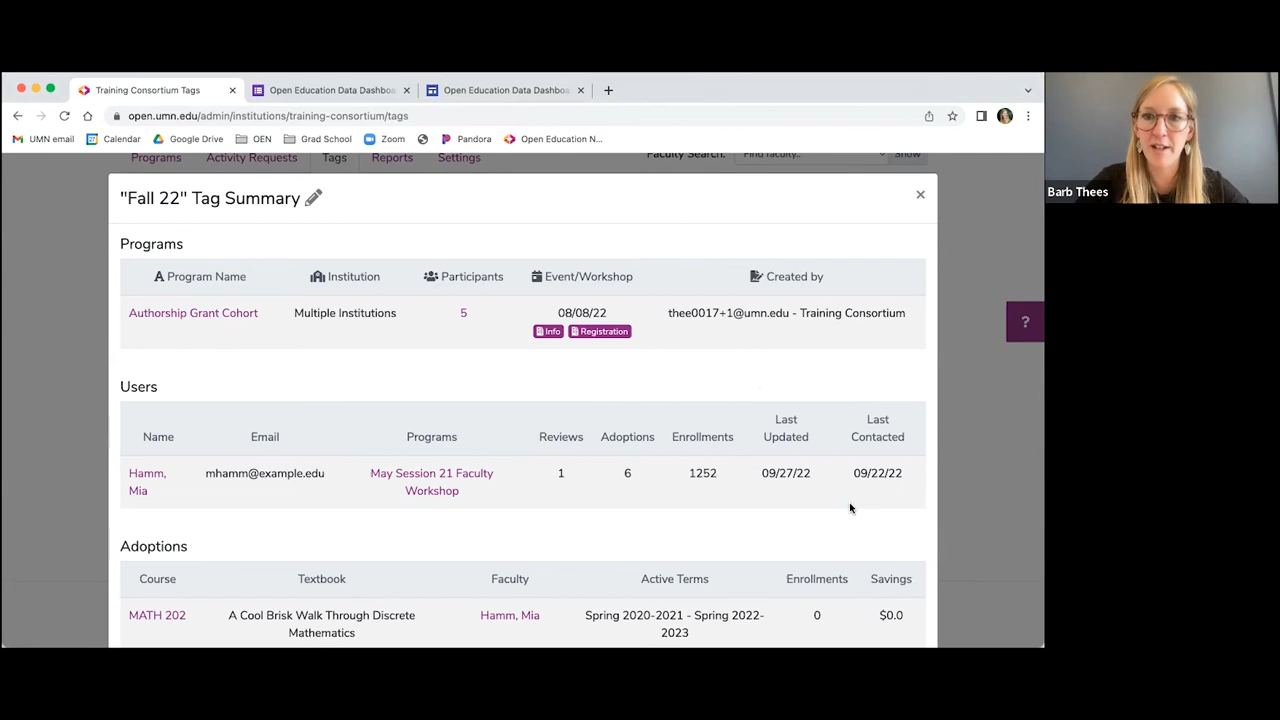 Training Consortium Tags
Open Education Data Dashboa
Open Education Data Dashboa
open.umn.edu/admin/institutions/training-consortium/tags
UMN email Calendar Google Drive OEN Grad School Zoom Pandora Open Education N...
Programs Activity Requests Tags Reports Settings Faculty Search: Find faculty.. Show
"Fall 22" Tag Summary
Programs
Program Name Institution Participants Event/Workshop Created by
Authorship Grant Cohort Multiple Institutions 5 08/08/22 thee0017+1@umn.edu - Training Consortium
Info Registration
Users
Name Email Programs Reviews Adoptions Enrollments Last Updated Last Contacted
Hamm, Mia mhamm@example.edu May Session 21 Faculty Workshop 1 6 1252 09/27/22 09/22/22
Adoptions
Course Textbook Faculty Active Terms Enrollments Savings
MATH 202 A Cool Brisk Walk Through Discrete Mathematics Hamm, Mia Spring 2020-2021 - Spring 2022-2023 0 $0.0
?
Barb Thees